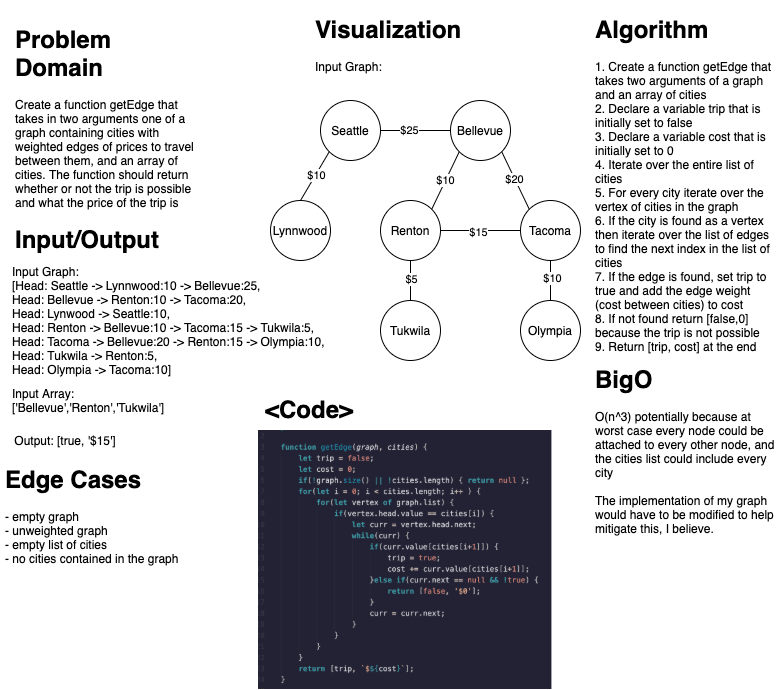 Problem
Domain
Create a function getEdge that
takes in two arguments one of a
graph containing cities with
weighted edges of prices to travel
between them, and an array of
cities. The function should return
whether or not the trip is possible
and what the price of the trip is
Input/Output
Input Graph:
[Head: Seattle -> Lynnwood:10 -> Bellevue:25,
Head: Bellevue -> Renton:10 -> Tacoma:20,
Head: Lynwood -> Seattle:10,
Head: Renton -> Bellevue:10 -> Tacoma:15 -> Tukwila:5,
Head: Tacoma -> Bellevue:20 -> Renton:15 -> Olympia:10,
Head: Tukwila -> Renton:5,
Head: Olympia -> Tacoma:10]
Input Array:
['Bellevue','Renton','Tukwila']
Output: [true, '$15']
Edge Cases
- empty graph
- unweighted graph
- empty list of cities
- no cities contained in the graph
Visualization
Input Graph:
Seattle
$25
Bellevue
$10
$10
$20
Lynnwood
Renton
$15
Tacoma
$5
$10
Tukwila
Olympia
<Code>
function getEdge(graph, cities) {
let trip = false;
let cost = 0;
if(!graph.size() || !cities.length) { return null };
for(let i = 0; i < cities.length; i++ ) {
for(let vertex of graph.list) {
if(vertex.head.value == cities[i]) {
let curr = vertex.head.next;
while(curr) {
if(curr.value[cities[i+1]]) {
trip = true;
cost += curr.value[cities[i+1]];
}else if(curr.next == null && !true) {
return [false, '$0'];
}
curr = curr.next;
}
}
}
}
return [trip, `$${cost}`];
}
Algorithm
1. Create a function getEdge that
takes two arguments of a graph
and an array of cities
2. Declare a variable trip that is
initially set to false
3. Declare a variable cost that is
initially set to 0
4. Iterate over the entire list of
cities
5. For every city iterate over the
vertex of cities in the graph
6. If the city is found as a vertex
then iterate over the list of edges
to find the next index in the list of
cities
7. If the edge is found, set trip to
true and add the edge weight
(cost between cities) to cost
8. If not found return [false,0]
because the trip is not possible
9. Return [trip, cost] at the end
BigO
O(n^3) potentially because at
worst case every node could be
attached to every other node, and
the cities list could include every
city
The implementation of my graph
would have to be modified to help
mitigate this, I believe.